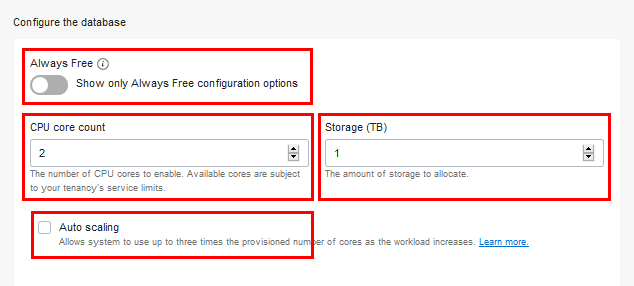 Configure the database
Always Free
Show only Always Free configuration options
CPU core count
2
The number of CPU cores to enable. Available cores are subject
to your tenancy's service limits.
Storage (TB)
1
The amount of storage to allocate.
Auto scaling
Allows system to use up to three times the provisioned number of cores as the workload increases. Learn more.